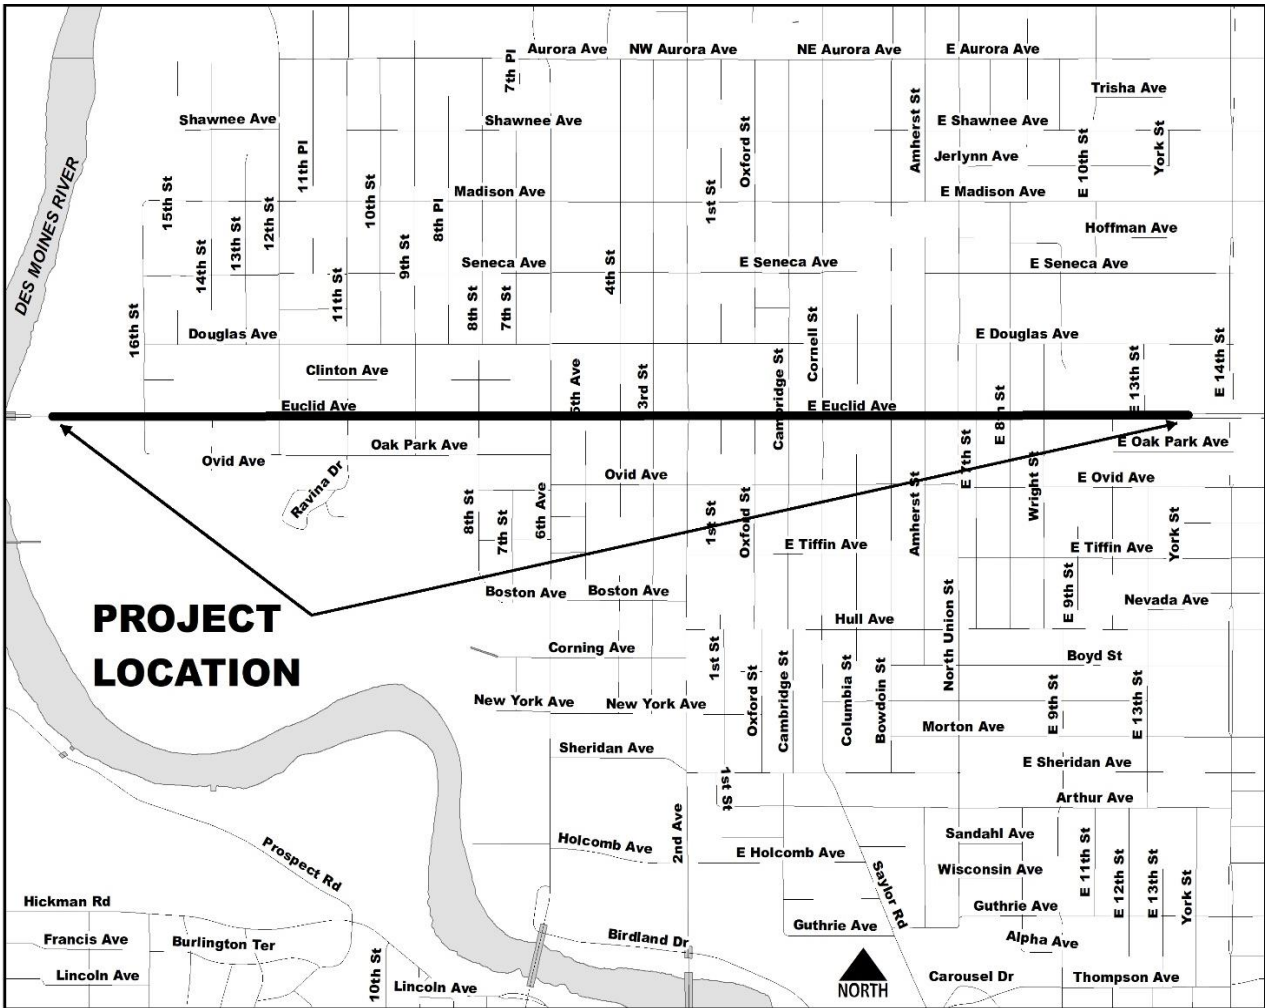 Aurora Ave
NW Aurora Ave
NE Aurora Ave
E Aurora Ave
7th Pl
Trisha Ave
Shawnee Ave
Shawnee Ave
E Shawnee Ave
Amherst St
Oxford St
11th Pl
Jerlynn Ave
E 10th St
York St
15th St
12th St
10th St
8th Pl
Madison Ave
1st St
E Madison Ave
DES MOINES RIVER
14th St
13th St
9th St
Hoffman Ave
Seneca Ave
4th St
E Seneca Ave
E Seneca Ave
16th St
11th St
8th St
7th St
Douglas Ave
Cornell St
E Douglas Ave
E 14th St
Clinton Ave
5th Ave
3rd St
Cambridge St
E 13th St
Euclid Ave
E Euclid Ave
E 8th St
Oak Park Ave
E Oak Park Ave
Ovid Ave
Ravina Dr
Ovid Ave
E 7th St
E Ovid Ave
8th St
7th St
6th Ave
1st St
Oxford St
Amherst St
Wright St
York St
E Tiffin Ave
E Tiffin Ave
Boston Ave
Boston Ave
E 9th St
Nevada Ave
PROJECT
LOCATION
Hull Ave
North Union St
Corning Ave
1st St
Boyd St
New York Ave
New York Ave
Oxford St
Cambridge St
Columbia St
Bowdoin St
E 9th St
E 13th St
Morton Ave
Sheridan Ave
E Sheridan Ave
1st St
Arthur Ave
2nd Ave
Holcomb Ave
E Holcomb Ave
Sandahl Ave
Prospect Rd
Saylor Rd
Wisconsin Ave
E 11th St
E 12th St
E 13th St
York St
Hickman Rd
Guthrie Ave
Guthrie Ave
Francis Ave
Burlington Ter
Birdland Dr
Alpha Ave
Lincoln Ave
10th St
Lincoln Ave
NORTH
Carousel Dr
Thompson Ave